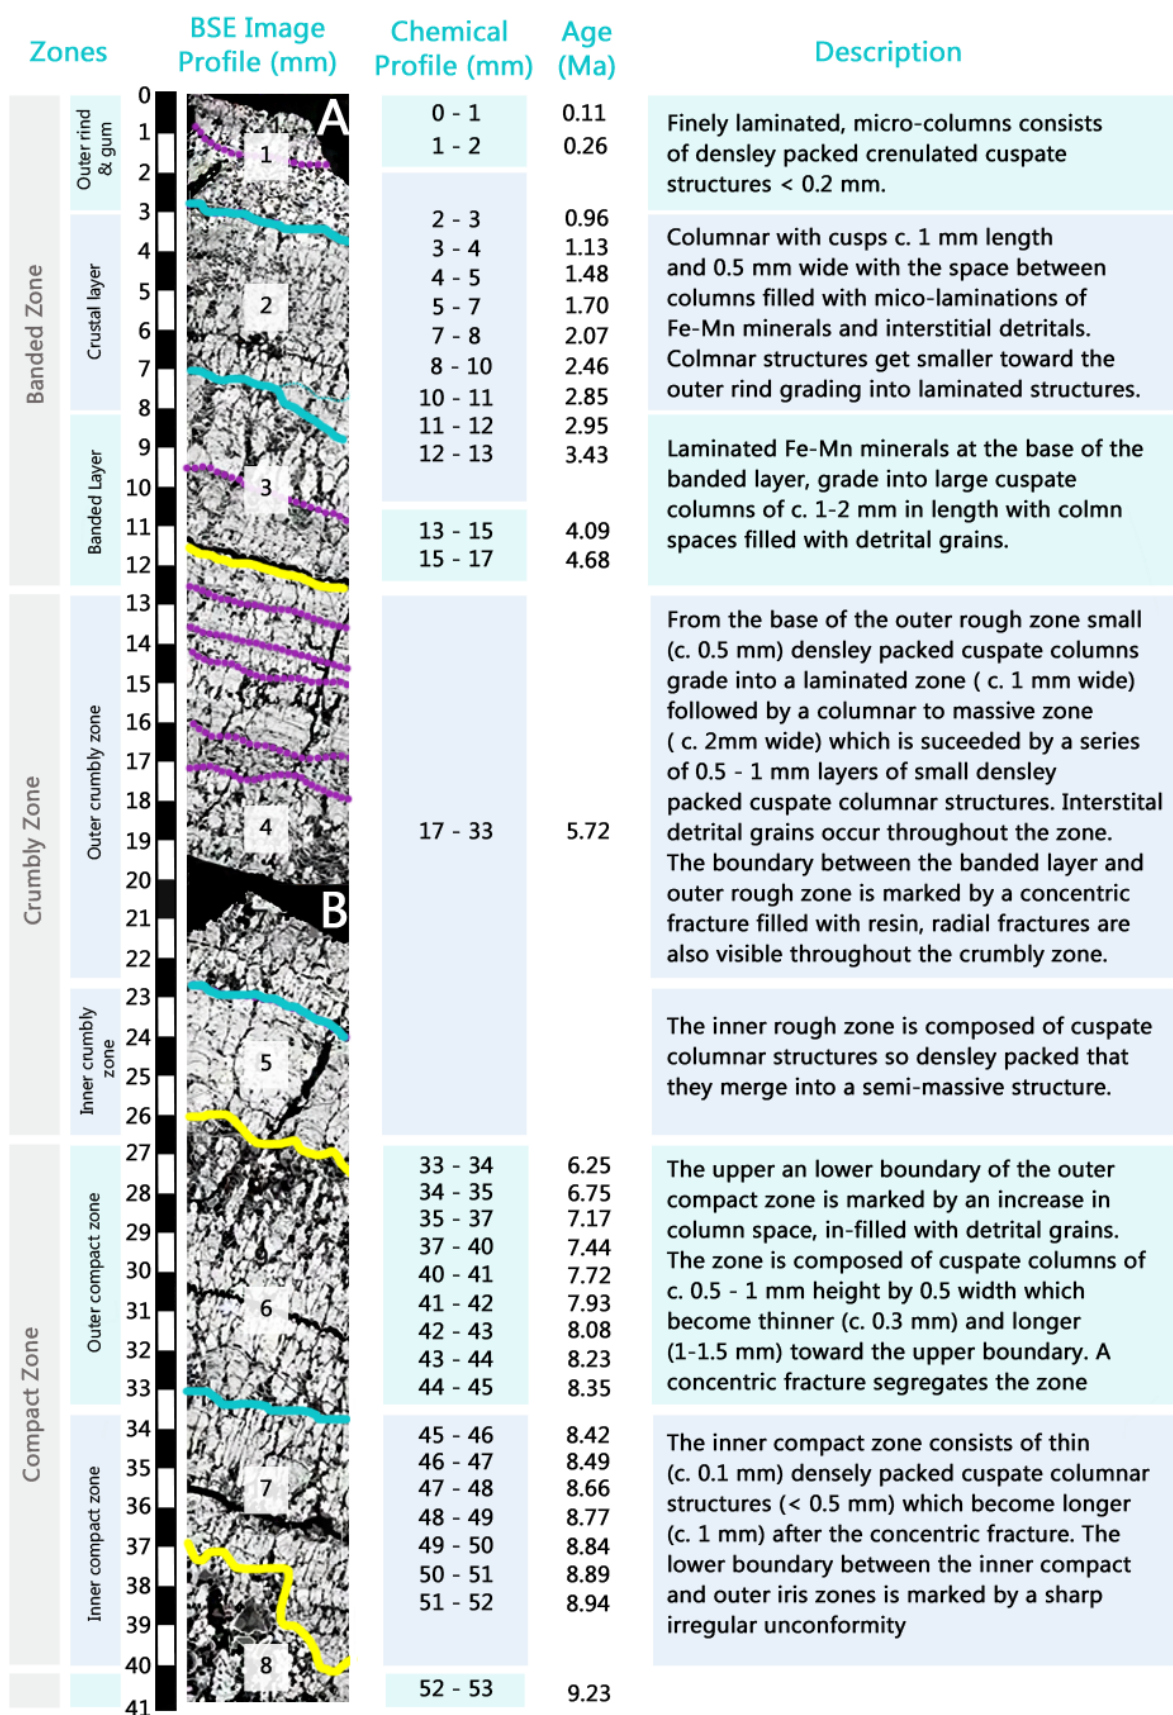 Zones
BSE Image
Profile (mm)
Chemical
Profile (mm)
Age
(Ma)
Description
Banded Zone
Outer rind
& gum
Crustal layer
Banded Layer
Crumbly Zone
Outer crumbly zone
Inner crumbly
zone
Compact Zone
Outer compact zone
Inner compact zone
0
1
2
3
4
5
6
7
8
9
10
11
12
13
14
15
16
17
18
19
20
21
22
23
24
25
26
27
28
29
30
31
32
33
34
35
36
37
38
39
40
41
A
1
2
3
4
B
5
6
7
8
0 - 1 0.11
1 - 2 0.26
2 - 3 0.96
3 - 4 1.13
4 - 5 1.48
5 - 7 1.70
7 - 8 2.07
8 - 10 2.46
10 - 11 2.85
11 - 12 2.95
12 - 13 3.43
13 - 15 4.09
15 - 17 4.68
17 - 33 5.72
33 - 34 6.25
34 - 35 6.75
35 - 37 7.17
37 - 40 7.44
40 - 41 7.72
41 - 42 7.93
42 - 43 8.08
43 - 44 8.23
44 - 45 8.35
45 - 46 8.42
46 - 47 8.49
47 - 48 8.66
48 - 49 8.77
49 - 50 8.84
50 - 51 8.89
51 - 52 8.94
52 - 53 9.23
Finely laminated, micro-columns consists
of densley packed crenulated cuspate
structures < 0.2 mm.
Columnar with cusps c. 1 mm length
and 0.5 mm wide with the space between
columns filled with mico-laminations of
Fe-Mn minerals and interstitial detritals.
Colmnar structures get smaller toward the
outer rind grading into laminated structures.
Laminated Fe-Mn minerals at the base of the
banded layer, grade into large cuspate
columns of c. 1-2 mm in length with colmn
spaces filled with detrital grains.
From the base of the outer rough zone small
(c. 0.5 mm) densley packed cuspate columns
grade into a laminated zone ( c. 1 mm wide)
followed by a columnar to massive zone
( c. 2mm wide) which is suceeded by a series
of 0.5 - 1 mm layers of small densley
packed cuspate columnar structures. Interstital
detrital grains occur throughout the zone.
The boundary between the banded layer and
outer rough zone is marked by a concentric
fracture filled with resin, radial fractures are
also visible throughout the crumbly zone.
The inner rough zone is composed of cuspate
columnar structures so densley packed that
they merge into a semi-massive structure.
The upper an lower boundary of the outer
compact zone is marked by an increase in
column space, in-filled with detrital grains.
The zone is composed of cuspate columns of
c. 0.5 - 1 mm height by 0.5 width which
become thinner (c. 0.3 mm) and longer
(1-1.5 mm) toward the upper boundary. A
concentric fracture segregates the zone
The inner compact zone consists of thin
(c. 0.1 mm) densely packed cuspate columnar
structures (< 0.5 mm) which become longer
(c. 1 mm) after the concentric fracture. The
lower boundary between the inner compact
and outer iris zones is marked by a sharp
irregular unconformity